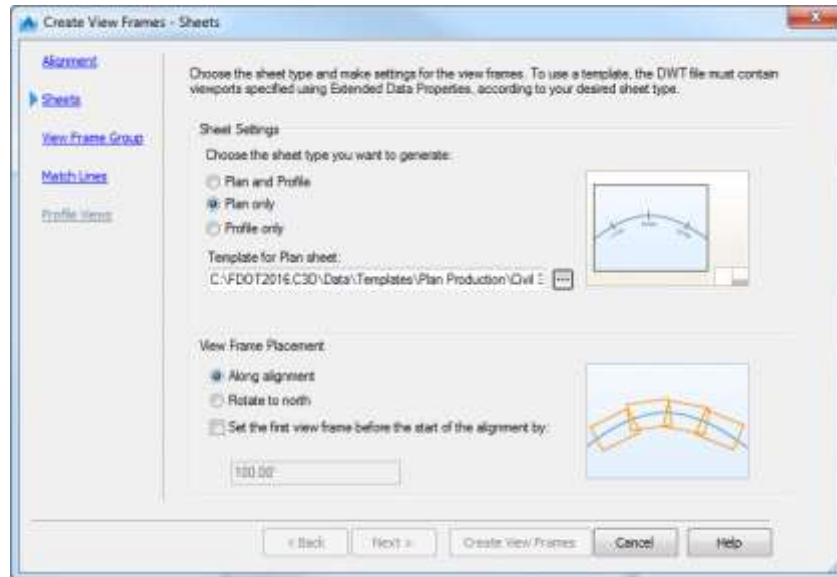 Create View Frames - Sheets
Alignment
Sheets
View Frame Group
Match Lines
Profile Views
Choose the sheet type and make settings for the view frames. To use a template, the DWT file must contain
viewports specified using Extended Data Properties, according to your desired sheet type.
Sheet Settings
Choose the sheet type you want to generate:
Plan and Profile
Plan only
Profile only
Template for Plan sheet:
C:\FDOT2016.C3D\Data\Templates\Plan Production\Civil
...
View Frame Placement
Along alignment
Rotate to north
Set the first view frame before the start of the alignment by:
100.00'
< Back
Next >
Create View Frames
Cancel
Help